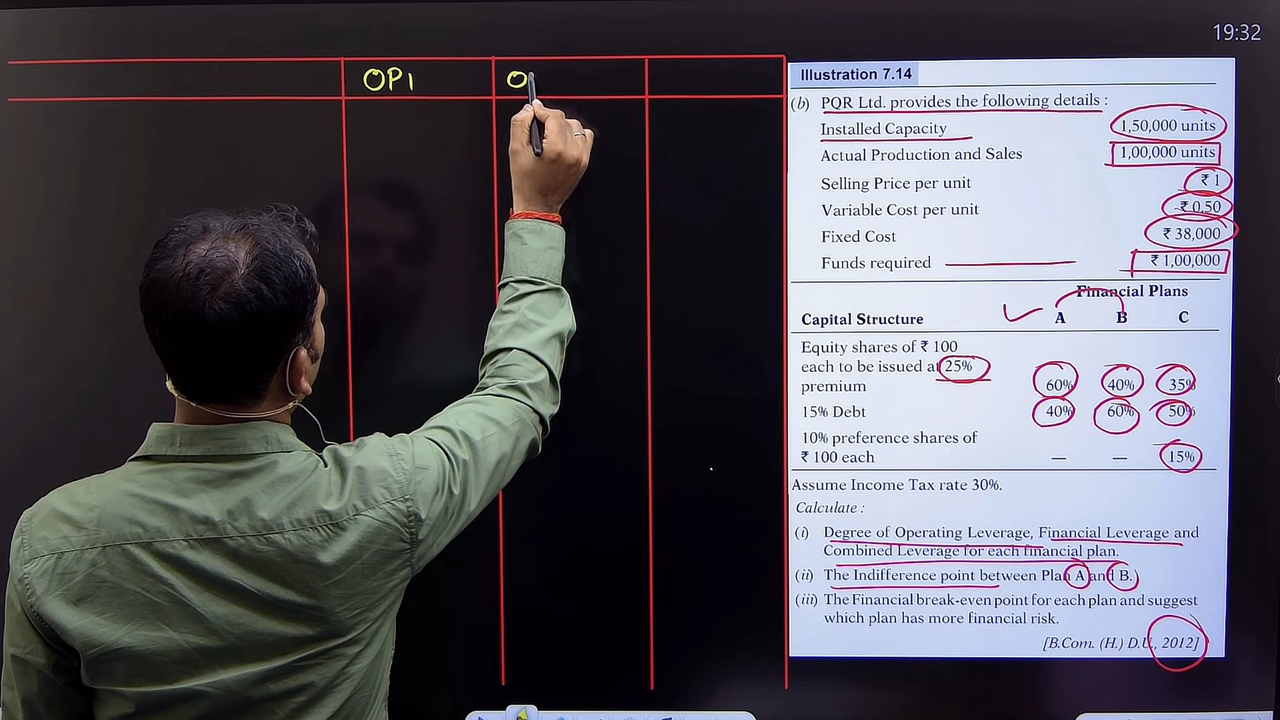 19:32
OP1
O
Illustration 7.14
(b) PQR Ltd. provides the following details :
Installed Capacity 1,50,000 units
Actual Production and Sales 1,00,000 units
Selling Price per unit ₹ 1
Variable Cost per unit ₹ 0.50
Fixed Cost ₹ 38,000
Funds required ₹ 1,00,000
Financial Plans
Capital Structure A B C
Equity shares of ₹ 100
each to be issued at 25%
premium 60% 40% 35%
15% Debt 40% 60% 50%
10% preference shares of
₹ 100 each — — 15%
Assume Income Tax rate 30%.
Calculate :
(i) Degree of Operating Leverage, Financial Leverage and
Combined Leverage for each financial plan.
(ii) The Indifference point between Plan A and B.
(iii) The Financial break-even point for each plan and suggest
which plan has more financial risk.
[B.Com. (H.) D.U., 2012]